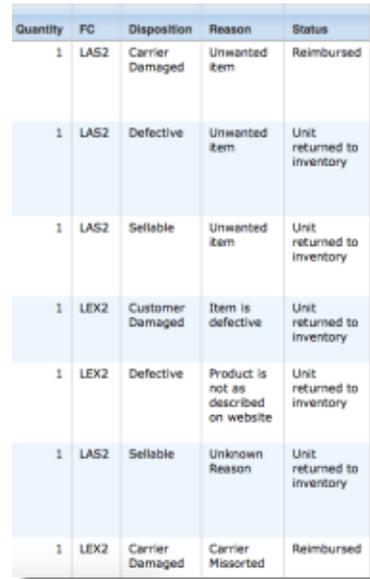 Quantity FC Disposition Reason Status
1 LAS2 Carrier Unwanted Reimbursed
Damaged item
1 LAS2 Defective Unwanted Unit
item returned to
inventory
1 LAS2 Sellable Unwanted Unit
item returned to
inventory
1 LEX2 Customer Item is Unit
Damaged defective returned to
inventory
1 LEX2 Defective Product is Unit
not as returned to
described inventory
on website
1 LAS2 Sellable Unknown Unit
Reason returned to
inventory
1 LEX2 Carrier Carrier Reimbursed
Damaged Missorted